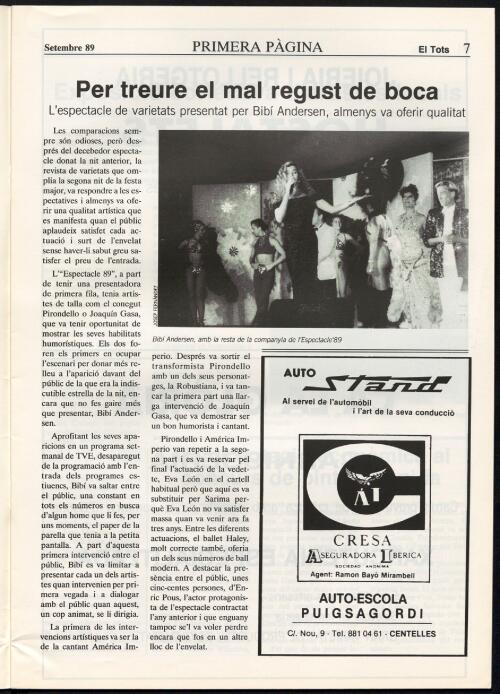 Setembre 89
PRIMERA PÀGINA
El Tots 7
Per treure el mal regust de boca
L'espectacle de varietats presentat per Bibí Andersen, almenys va oferir qualitat
Les comparacions sem-
pre són odioses, però des-
prés del decebedor especta-
cle donat la nit anterior, la
revista de varietats que om-
plia la segona nit de la festa
major, va respondre a les es-
pectatives i almenys va ofe-
rir una qualitat artística que
es manifesta quan el públic
aplaudeix satisfet cada ac-
tuació i surt de l'envelat
sense haver-li sabut greu sa-
tisfer el preu de l'entrada.
L'"Espectacle 89", a part
de tenir una presentadora
de primera fila, tenia artis-
tes de talla com el conegut
Pirondello o Joaquín Gasa,
que va tenir oportunitat de
mostrar les seves habilitats
humorístiques. Els dos fo-
ren els primers en ocupar
l'escenari per donar més re-
lleu a l'aparició davant del
públic de la que era la indis-
cutible estrella de la nit, en-
cara que no fes gaire més
que presentar, Bibí Ander-
sen.
Aprofitant les seves apa-
ricions en un programa set-
manal de TVE, desaparegut
de la programació amb l'en-
trada dels programes es-
tiuencs, Bibí va saltar entre
el públic, una constant en
tots els números en busca
d'algun home que li fes, per
uns moments, el paper de la
parella que tenia a la petita
pantalla. A part d'aquesta
primera intervenció entre el
públic, Bibí es va limitar a
presentar cada un dels artis-
tes quan intervenien per pri-
mera vegada i a dialogar
amb el públic quan aquest,
un cop animat, se li dirigia.
La primera de les inter-
vencions artístiques va ser la
de la cantant Amèrica Im-
JOSEP FERNÀNDEZ
Bibí Andersen, amb la resta de la companyia de l'Espectacle'89
perio. Després va sortir el
transformista Pirondello
amb un dels seus personat-
ges, la Robustiana, i va tan-
car la primera part una llar-
ga intervenció de Joaquín
Gasa, que va demostrar ser
un bon humorista i cantant.
Pirondello i Amèrica Im-
perio van repetir a la sego-
na part i es va reservar pel
final l'actuació de la vedet-
te, Eva León en el cartell
habitual però que aquí es va
substituir per Sarima per-
què Eva León no va satisfer
massa quan va venir ara fa
tres anys. Entre les diferents
actuacions, el ballet Haley,
molt correcte també, oferia
un dels seus números de ball
modern. A destacar la pre-
sència entre el públic, unes
cinc-centes persones, d'En-
ric Pous, l'actor protagonis-
ta de l'espectacle contractat
l'any anterior i que enguany
tampoc se'l va voler perdre
encara que fos en un altre
lloc de l'envelat.
AUTO Stand
Al servei de l'automòbil
i l'art de la seva conducció
CAI
CRESA
ASEGURADORA IBERICA
SOCIEDAD ANONIMA
Agent: Ramon Bayó Mirambell
AUTO-ESCOLA
PUIGSAGORDI
C/. Nou, 9 - Tel. 881 04 61 - CENTELLES